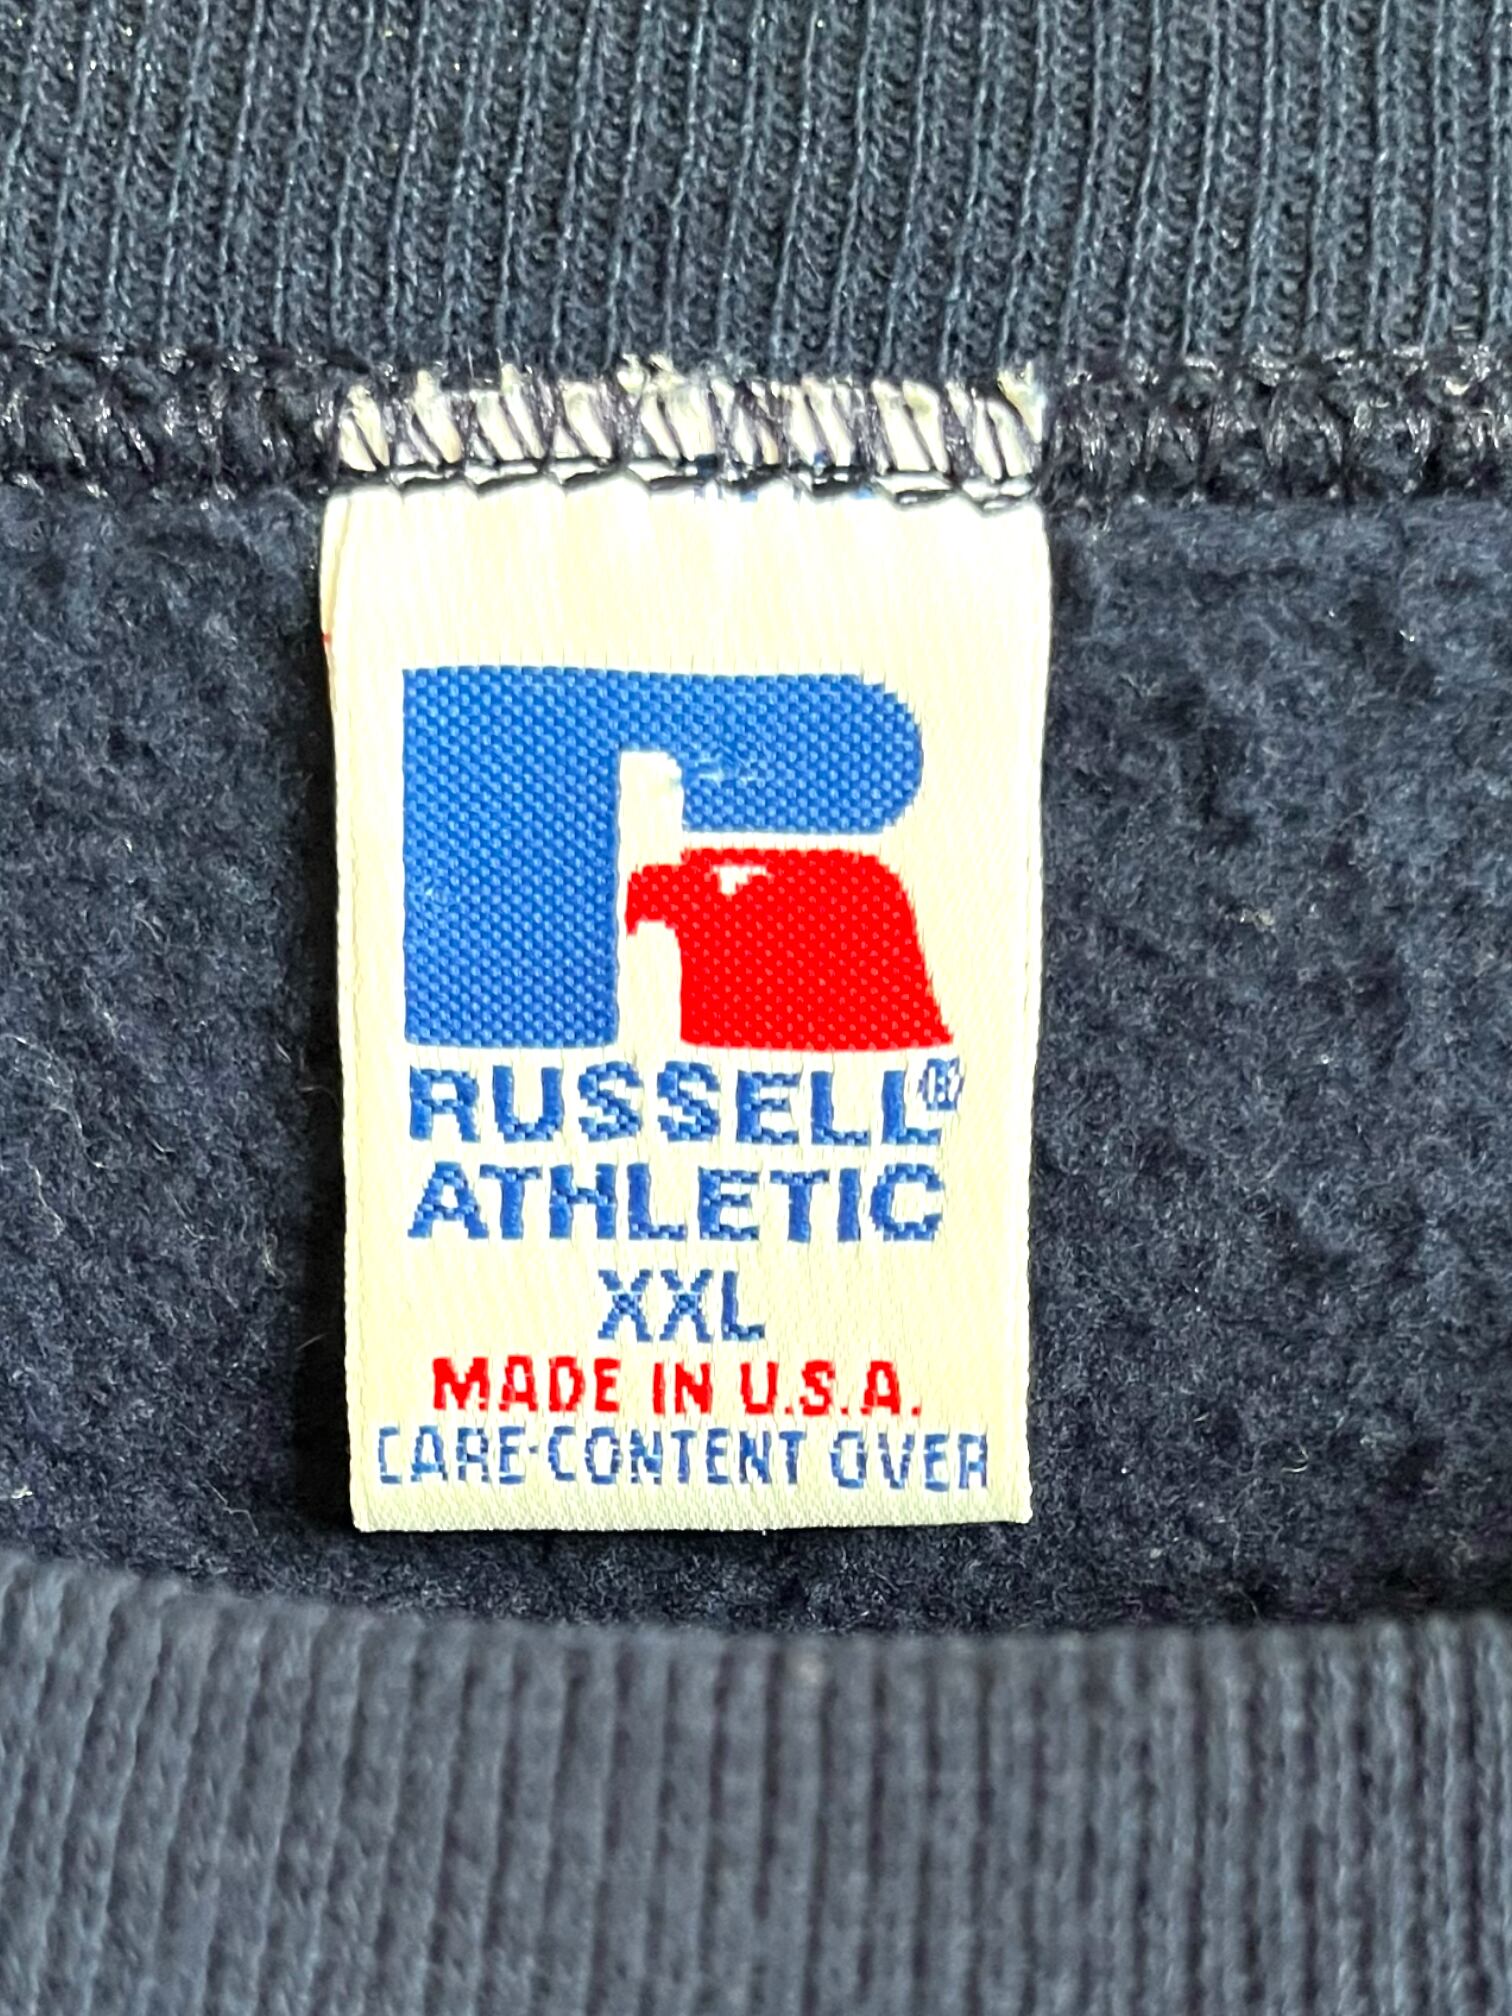 RUSSELL®
ATHLETIC
XXL
MADE IN U.S.A.
CARE·CONTENT OVER